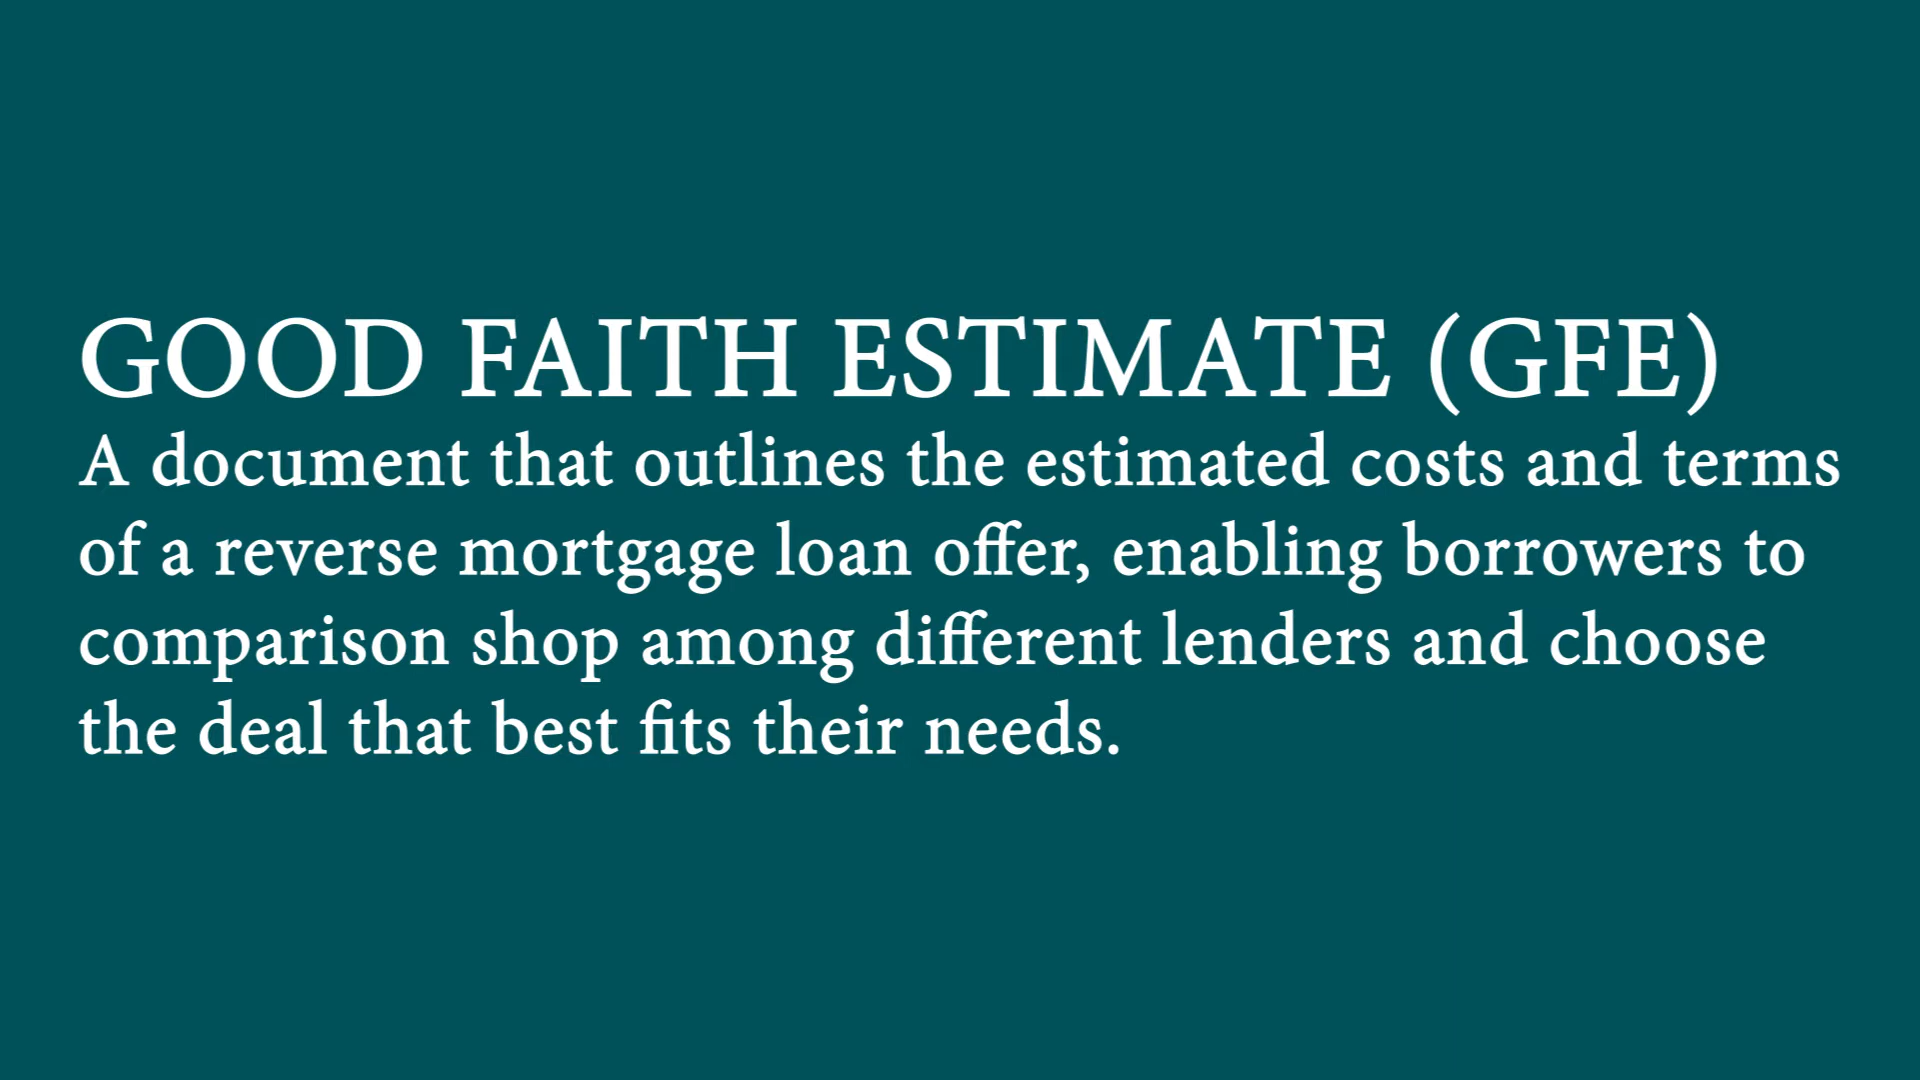 GOOD FAITH ESTIMATE (GFE)
A document that outlines the estimated costs and terms
of a reverse mortgage loan offer, enabling borrowers to
comparison shop among different lenders and choose
the deal that best fits their needs.